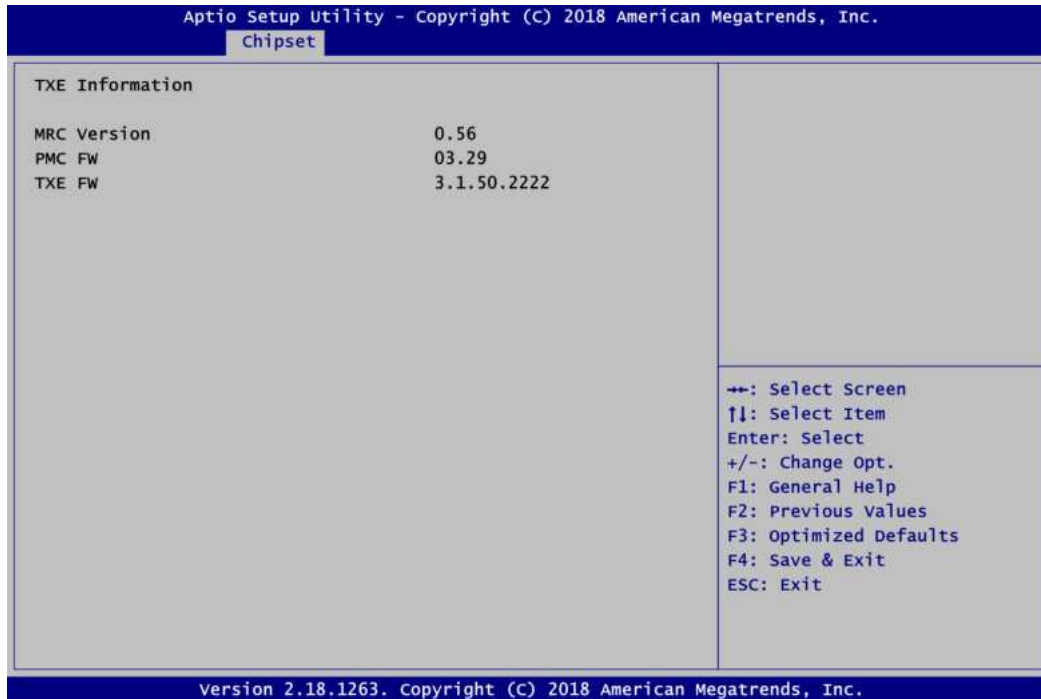 Aptio Setup Utility - Copyright (C) 2018 American Megatrends, Inc.
Chipset
TXE Information
MRC Version 0.56
PMC FW 03.29
TXE FW 3.1.50.2222
→←: Select Screen
↑↓: Select Item
Enter: Select
+/-: Change Opt.
F1: General Help
F2: Previous Values
F3: Optimized Defaults
F4: Save & Exit
ESC: Exit
Version 2.18.1263. Copyright (C) 2018 American Megatrends, Inc.